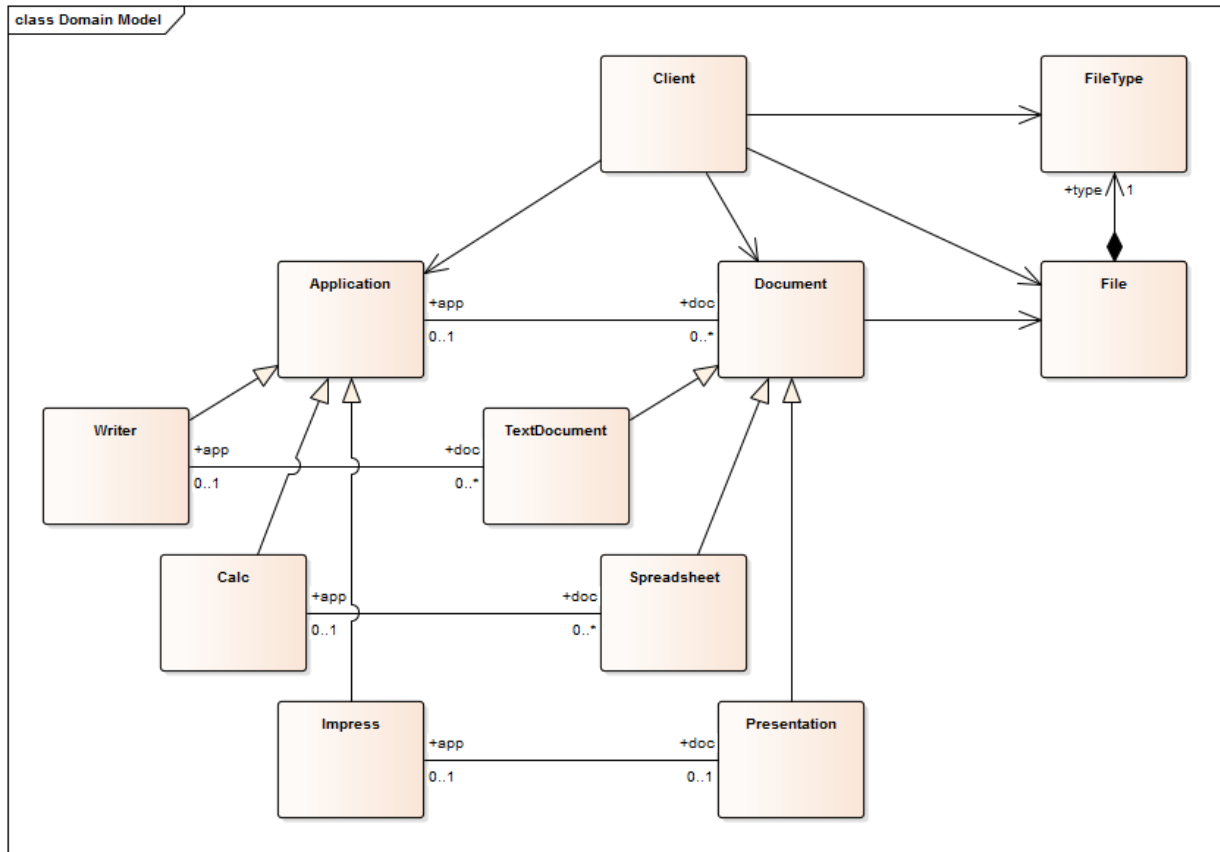 class Domain Model
Client
FileType
+type 1
Application
Document
File
+app
+doc
0..1
0..*
Writer
TextDocument
+app
+doc
0..1
0..*
Calc
Spreadsheet
+app
+doc
0..1
0..*
Impress
Presentation
+app
+doc
0..1
0..1